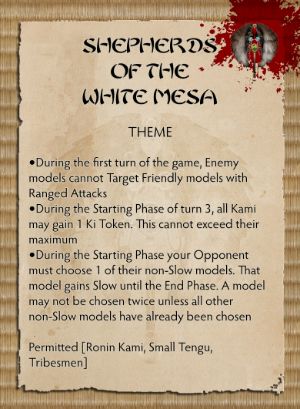 SHEPHERDS
OF THE
WHITE MESA
THEME
•During the first turn of the game, Enemy
models cannot Target Friendly models with
Ranged Attacks
•During the Starting Phase of turn 3, all Kami
may gain 1 Ki Token. This cannot exceed their
maximum
•During the Starting Phase your Opponent
must choose 1 of their non-Slow models. That
model gains Slow until the End Phase. A model
may not be chosen twice unless all other
non-Slow models have already been chosen
Permitted [Ronin Kami, Small Tengu,
Tribesmen]